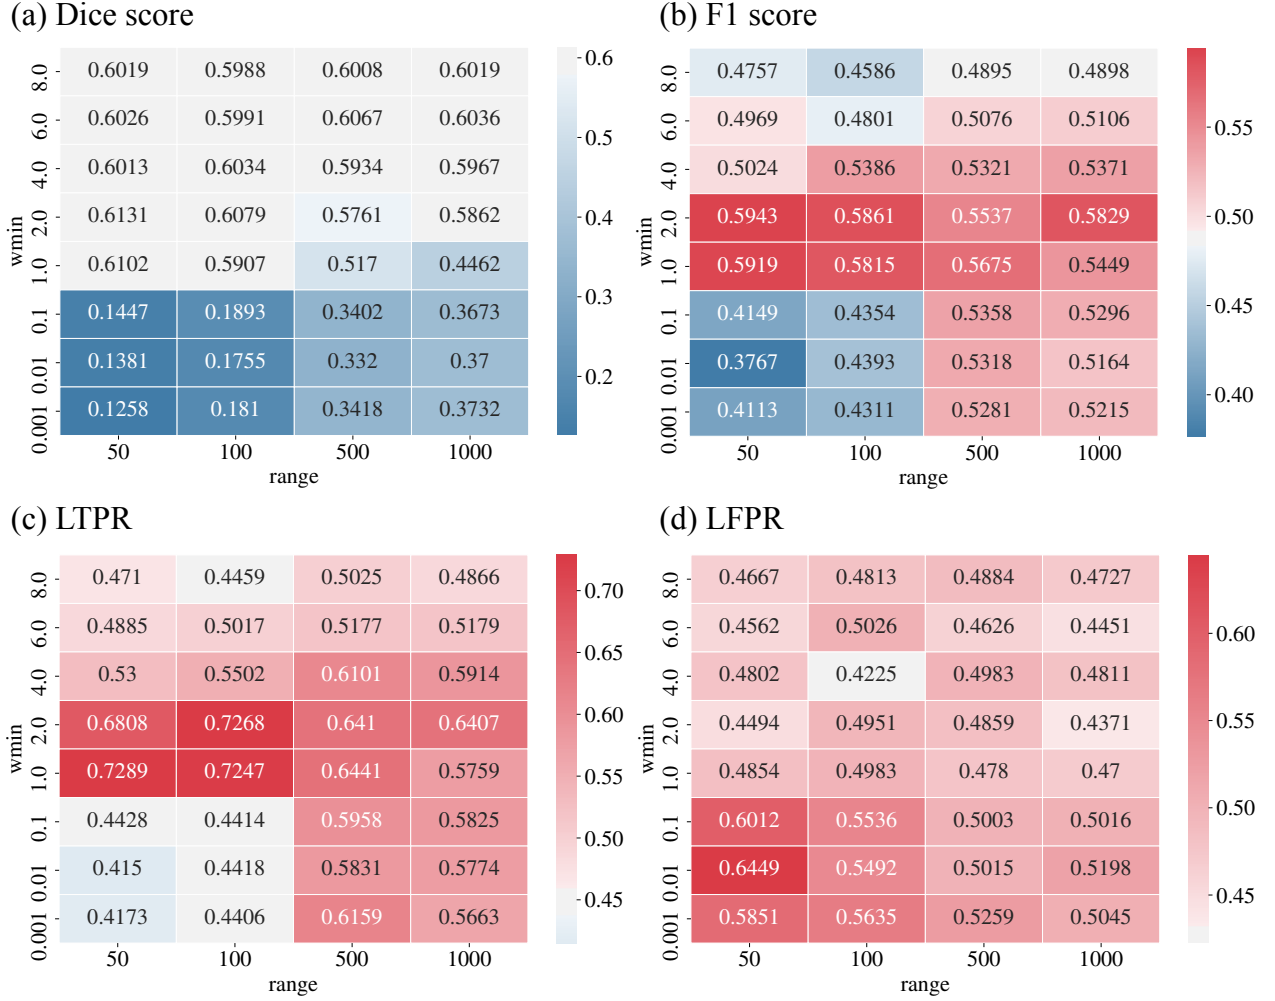 (a) Dice score
8.0 0.6019 0.5988 0.6008 0.6019
6.0 0.6026 0.5991 0.6067 0.6036
4.0 0.6013 0.6034 0.5934 0.5967
2.0 0.6131 0.6079 0.5761 0.5862
1.0 0.6102 0.5907 0.517 0.4462
0.1 0.1447 0.1893 0.3402 0.3673
0.01 0.1381 0.1755 0.332 0.37
0.001 0.1258 0.181 0.3418 0.3732
wmin
50 100 500 1000
range
0.6
0.5
0.4
0.3
0.2
(b) F1 score
8.0 0.4757 0.4586 0.4895 0.4898
6.0 0.4969 0.4801 0.5076 0.5106
4.0 0.5024 0.5386 0.5321 0.5371
2.0 0.5943 0.5861 0.5537 0.5829
1.0 0.5919 0.5815 0.5675 0.5449
0.1 0.4149 0.4354 0.5358 0.5296
0.01 0.3767 0.4393 0.5318 0.5164
0.001 0.4113 0.4311 0.5281 0.5215
wmin
50 100 500 1000
range
0.55
0.50
0.45
0.40
(c) LTPR
8.0 0.471 0.4459 0.5025 0.4866
6.0 0.4885 0.5017 0.5177 0.5179
4.0 0.53 0.5502 0.6101 0.5914
2.0 0.6808 0.7268 0.641 0.6407
1.0 0.7289 0.7247 0.6441 0.5759
0.1 0.4428 0.4414 0.5958 0.5825
0.01 0.415 0.4418 0.5831 0.5774
0.001 0.4173 0.4406 0.6159 0.5663
wmin
50 100 500 1000
range
0.70
0.65
0.60
0.55
0.50
0.45
(d) LFPR
8.0 0.4667 0.4813 0.4884 0.4727
6.0 0.4562 0.5026 0.4626 0.4451
4.0 0.4802 0.4225 0.4983 0.4811
2.0 0.4494 0.4951 0.4859 0.4371
1.0 0.4854 0.4983 0.478 0.47
0.1 0.6012 0.5536 0.5003 0.5016
0.01 0.6449 0.5492 0.5015 0.5198
0.001 0.5851 0.5635 0.5259 0.5045
wmin
50 100 500 1000
range
0.60
0.55
0.50
0.45